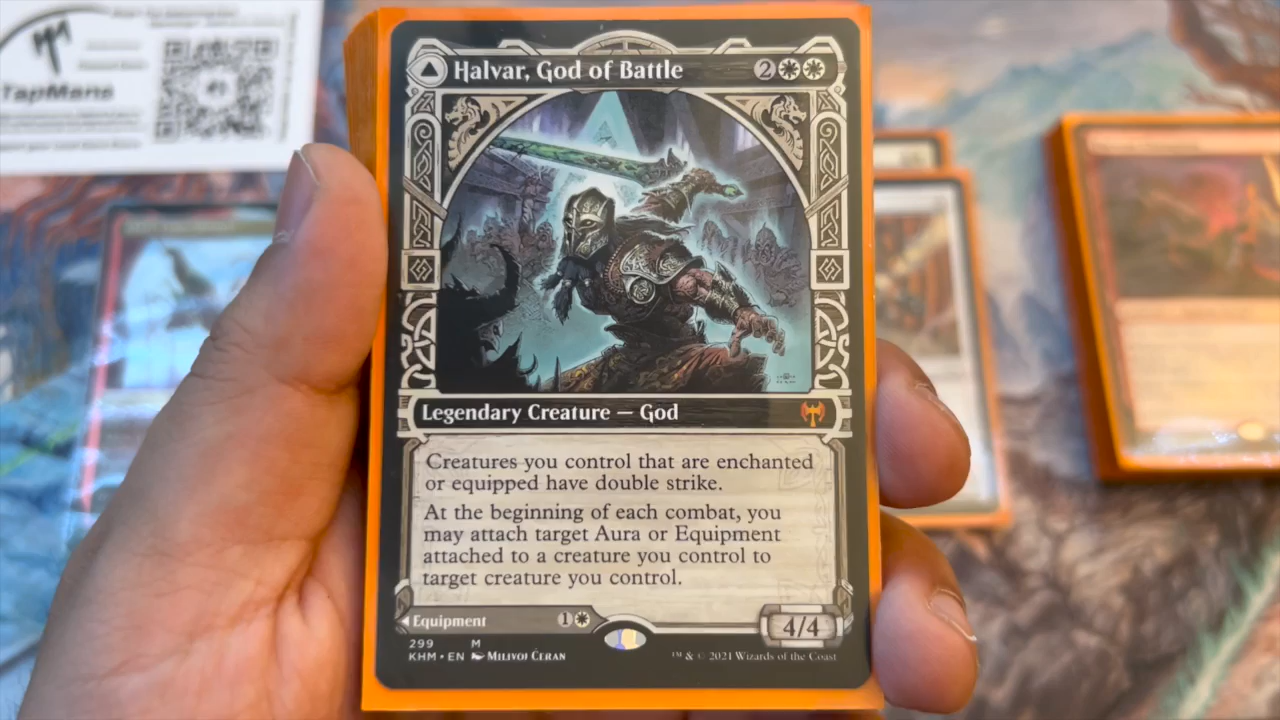 TapMana
Halvar, God of Battle 2
Legendary Creature — God
Creatures you control that are enchanted
or equipped have double strike.
At the beginning of each combat, you
may attach target Aura or Equipment
attached to a creature you control to
target creature you control.
Equipment 1
4/4
299 M
KHM • EN MILIVOJ ĆERAN
™ & © 2021 Wizards of the Coast